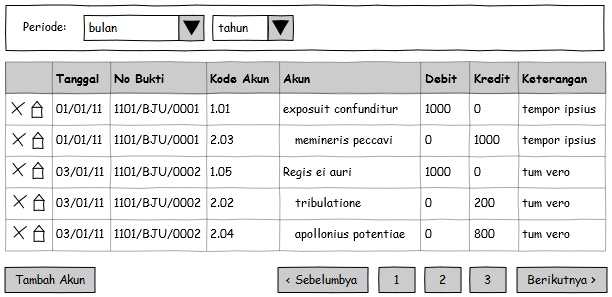 Periode: bulan tahun
Tanggal No Bukti Kode Akun Akun Debit Kredit Keterangan
01/01/11 1101/BJU/0001 1.01 exposuit confunditur 1000 0 tempor ipsius
01/01/11 1101/BJU/0001 2.03 memineris peccavi 0 1000 tempor ipsius
03/01/11 1101/BJU/0002 1.05 Regis ei auri 1000 0 tum vero
03/01/11 1101/BJU/0002 2.02 tribulatione 0 200 tum vero
03/01/11 1101/BJU/0002 2.04 apollonius potentiae 0 800 tum vero
Tambah Akun < Sebelumbya 1 2 3 Berikutnya >